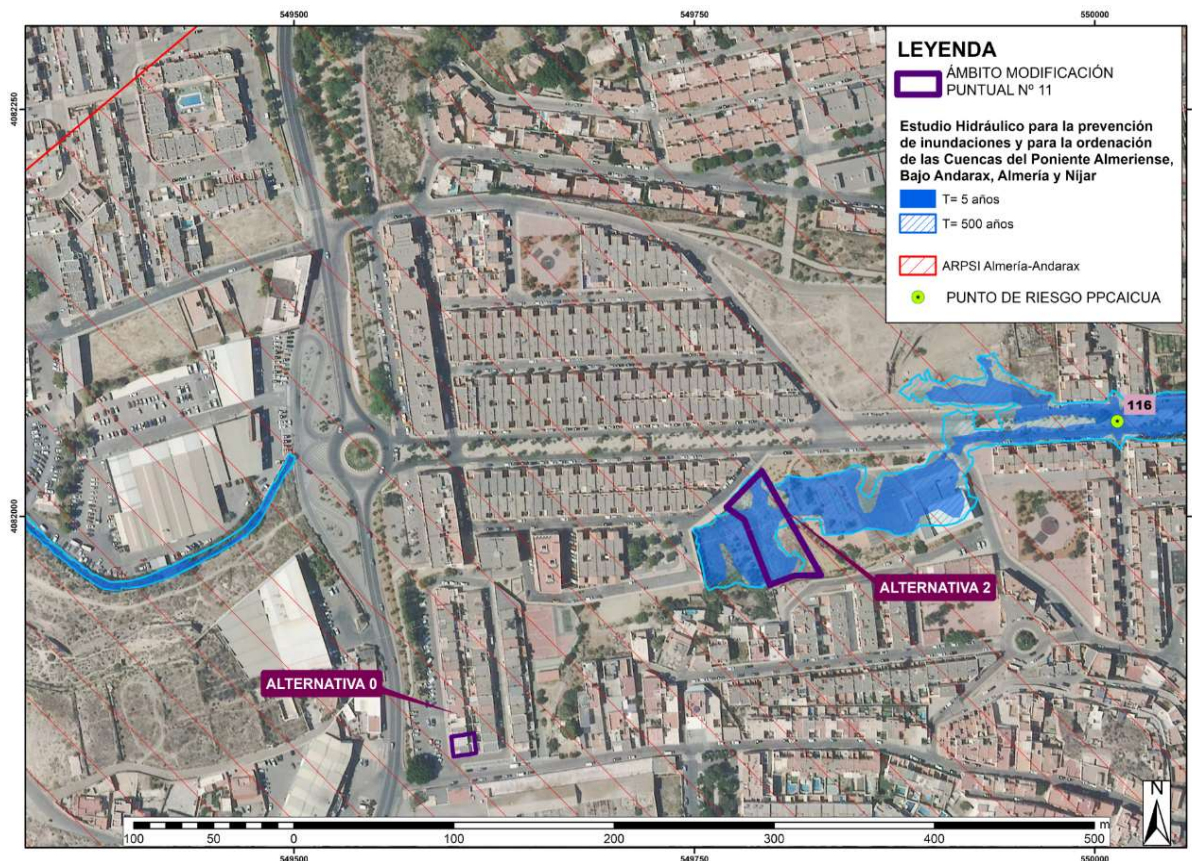 549500
549750
550000
4082250
4082000
LEYENDA
ÁMBITO MODIFICACIÓN
PUNTUAL Nº 11
Estudio Hidráulico para la prevención
de inundaciones y para la ordenación
de las Cuencas del Poniente Almeriense,
Bajo Andarax, Almería y Níjar
T= 5 años
T= 500 años
ARPSI Almería-Andarax
PUNTO DE RIESGO PPCAICUA
116
ALTERNATIVA 2
ALTERNATIVA 0
N
4082250
4082000
100
50
0
100
200
300
400
500
m
549500
549750
550000